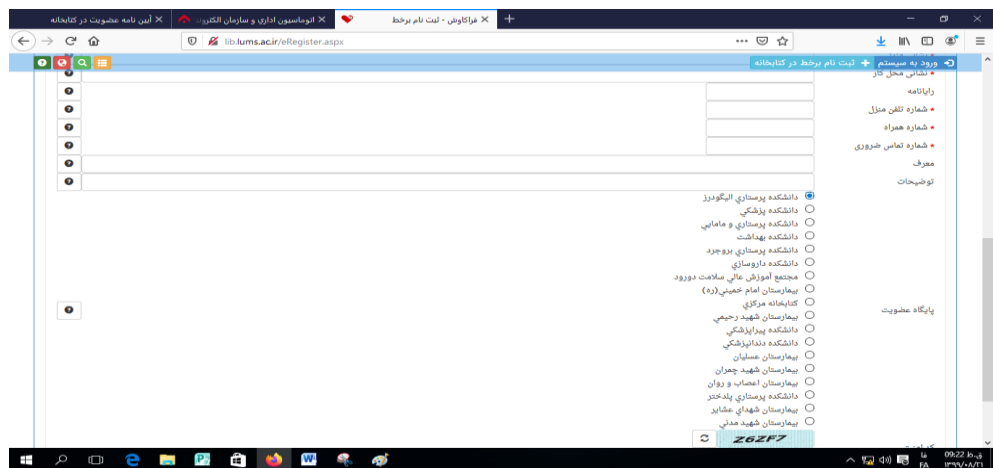 فراکاوش - ثبت نام برخط
اتوماسیون اداری و سازمان الکترونیک
آیین نامه عضویت در کتابخانه
lib.lums.ac.ir/eRegister.aspx
ورود به سیستم
ثبت نام برخط در کتابخانه
* نشانی محل کار
رایانامه
* شماره تلفن منزل
* شماره همراه
* شماره تماس ضروری
معرف
توضیحات
دانشکده پرستاري اليگودرز
دانشکده پزشکي
دانشکده پرستاري و مامايي
دانشکده بهداشت
دانشکده پرستاري بروجرد
دانشکده داروسازي
مجتمع آموزش عالي سلامت دورود
بيمارستان امام خميني(ره)
کتابخانه مرکزي
پایگاه عضویت
بيمارستان شهيد رحيمي
دانشکده پيراپزشکي
دانشکده دندانپزشکي
بيمارستان عسليان
بيمارستان شهيد چمران
بيمارستان اعصاب و روان
دانشکده پرستاري پلدختر
بيمارستان شهداي عشاير
بيمارستان شهيد مدني
Z6ZF7
فا
FA
09:22 ق.ظ